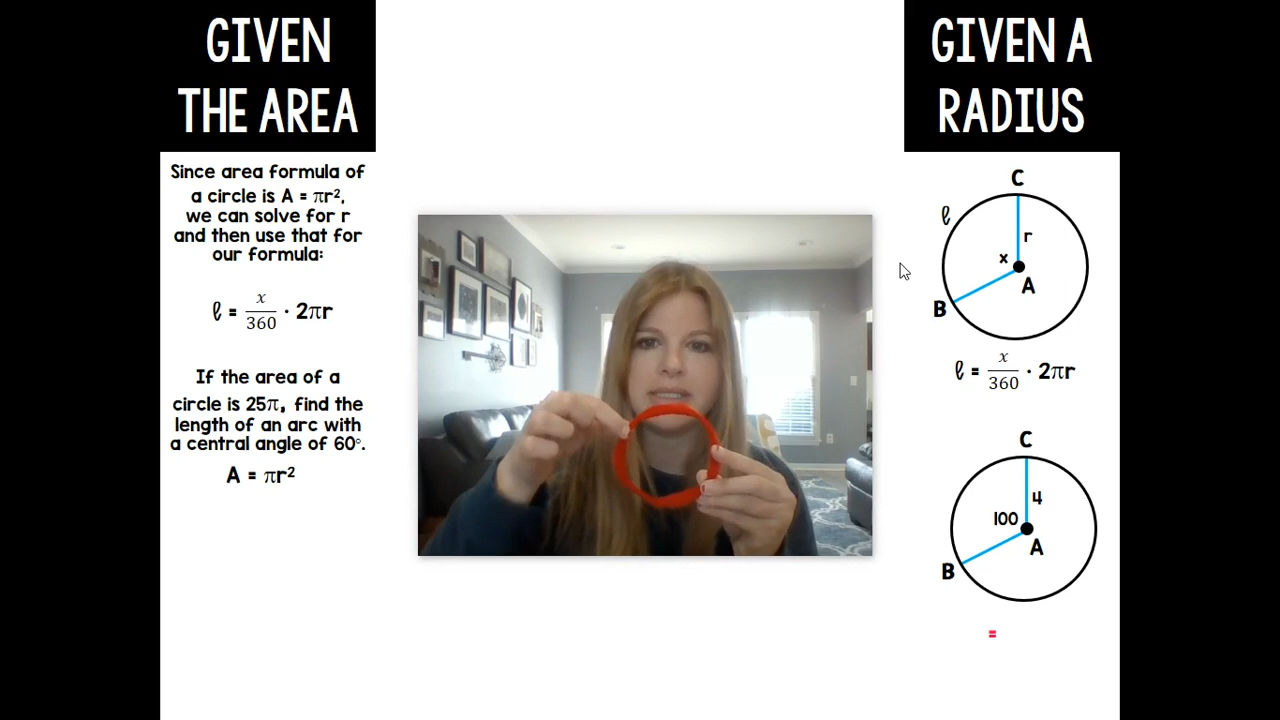 GIVEN
THE AREA
Since area formula of
a circle is A = πr²,
we can solve for r
and then use that for
our formula:
ℓ = x/360 · 2πr
If the area of a
circle is 25π, find the
length of an arc with
a central angle of 60°.
A = πr²
GIVEN A
RADIUS
C
ℓ
r
x
A
B
ℓ = x/360 · 2πr
C
4
100
A
B
=